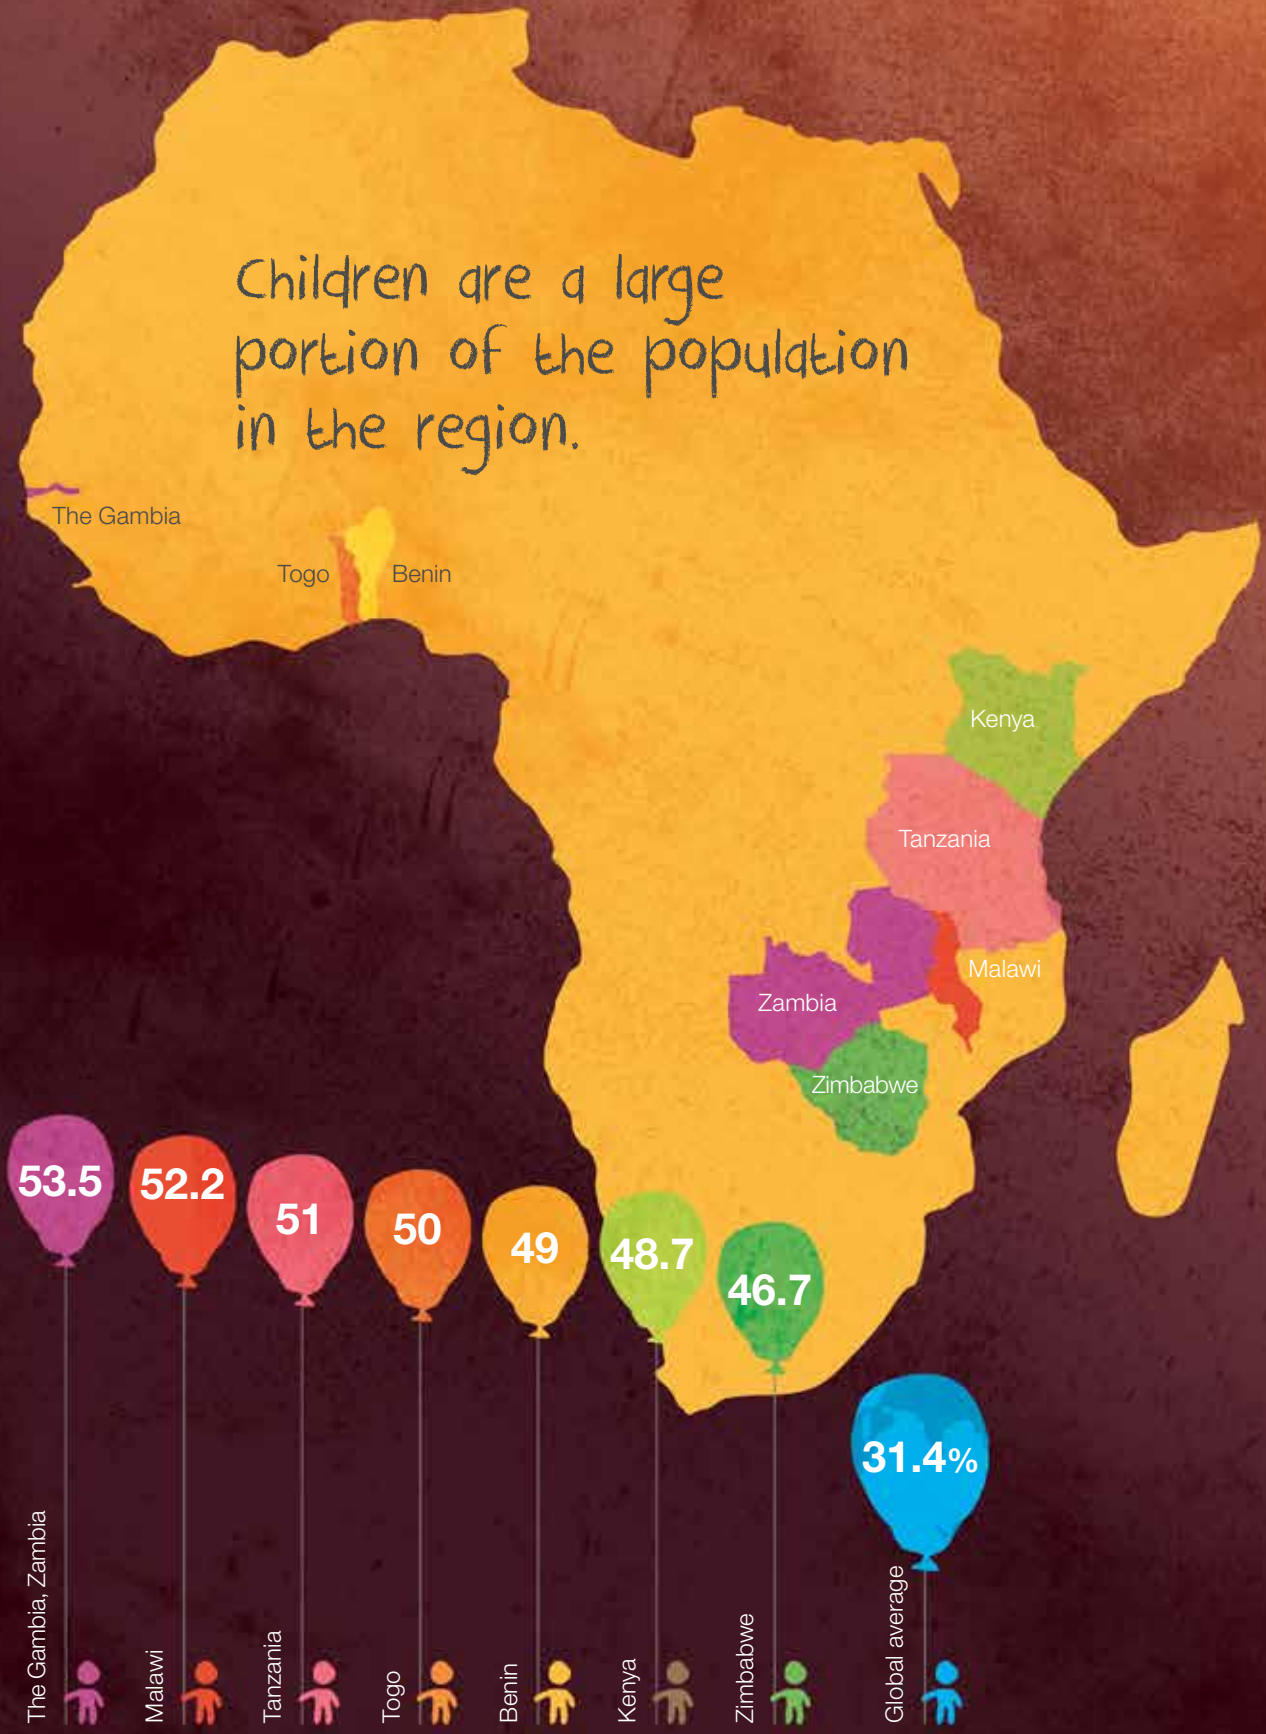 Children are a large
portion of the population
in the region.
The Gambia
Togo
Benin
Kenya
Tanzania
Malawi
Zambia
Zimbabwe
53.5
52.2
51
50
49
48.7
46.7
31.4%
The Gambia, Zambia
Malawi
Tanzania
Togo
Benin
Kenya
Zimbabwe
Global average